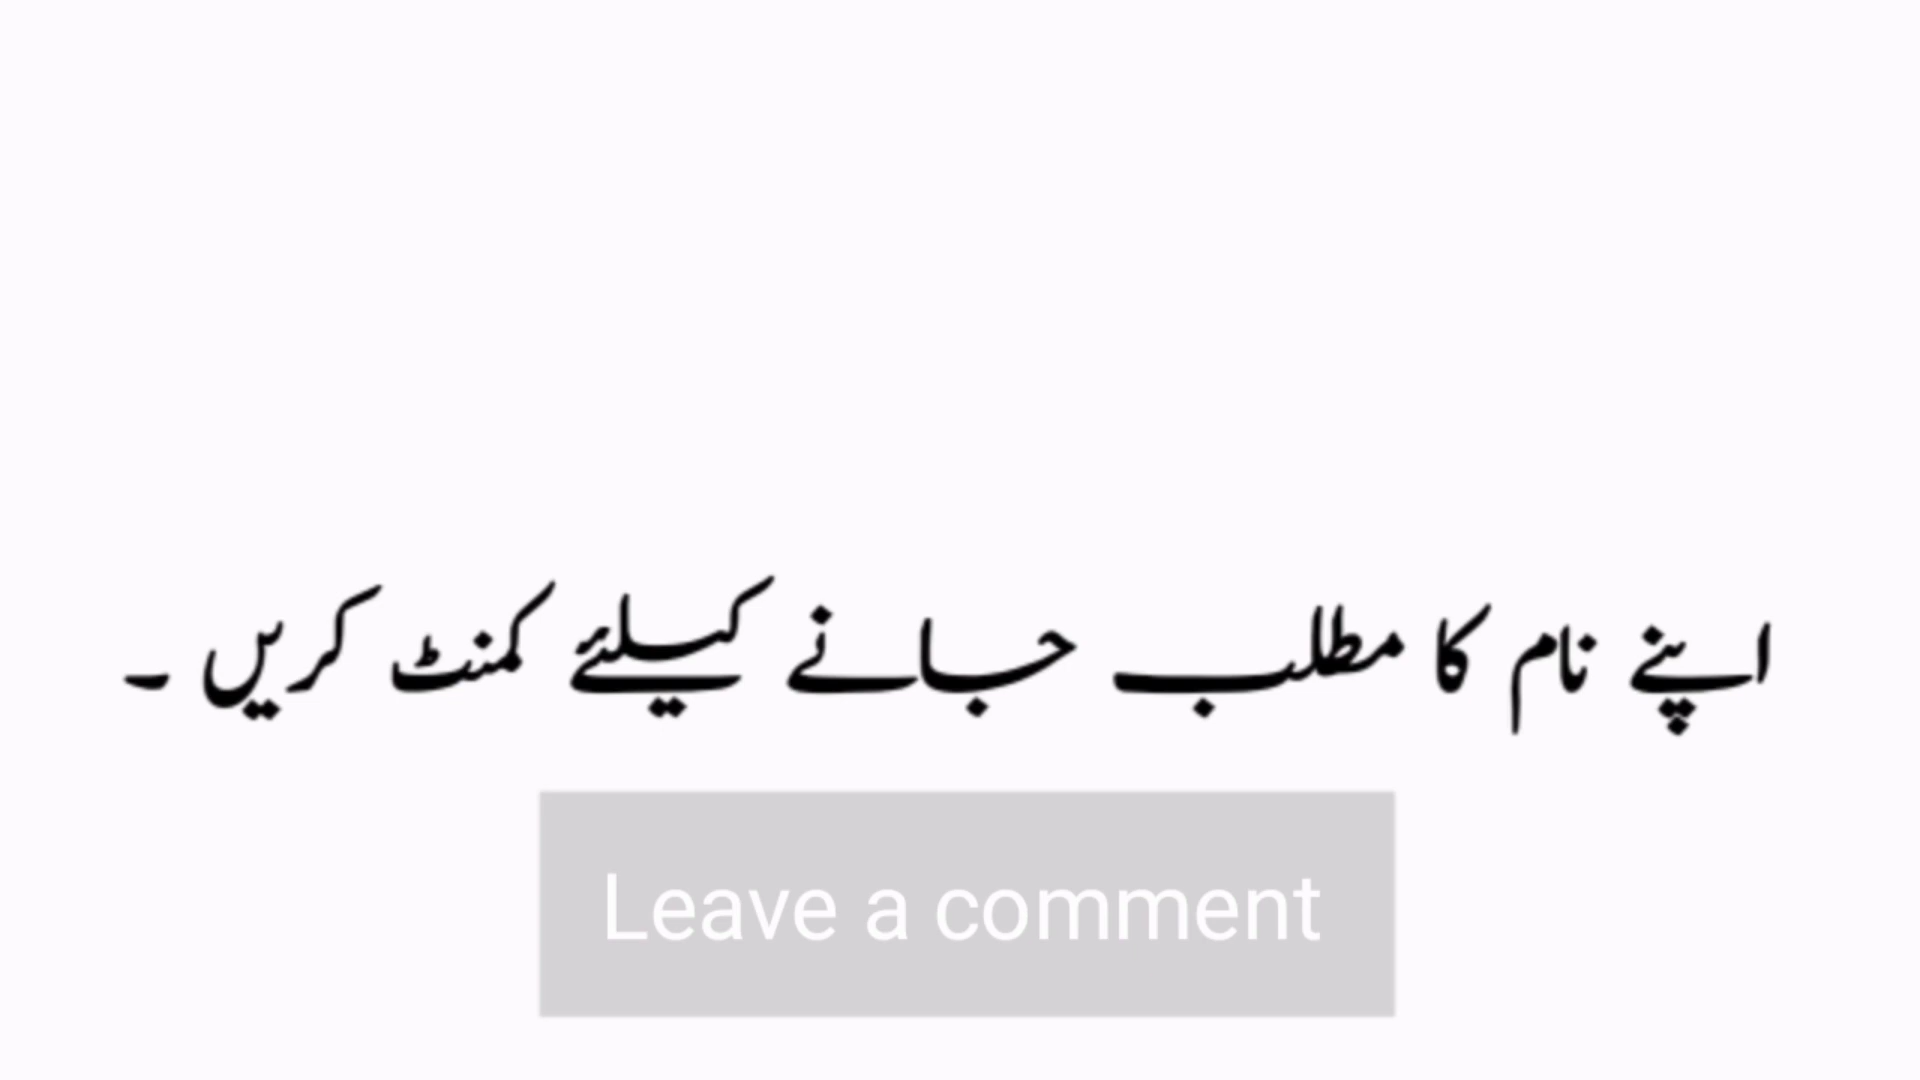 اپنے نام کا مطلب جانے کیلئے کمنٹ کریں ۔
Leave a comment